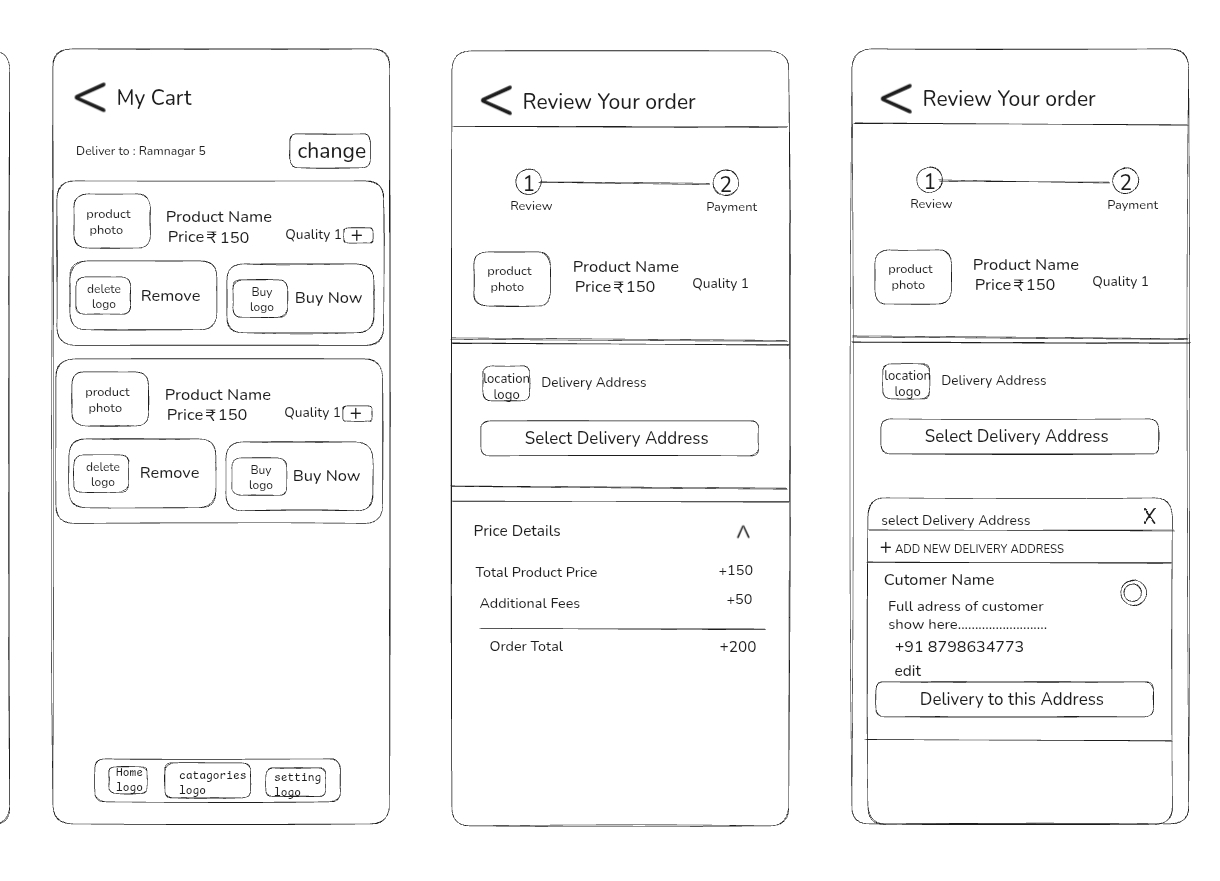 < My Cart
Deliver to : Ramnagar 5
change
product
photo
Product Name
Price ₹ 150
Quality 1 +
delete
logo
Remove
Buy
logo
Buy Now
product
photo
Product Name
Price ₹ 150
Quality 1 +
delete
logo
Remove
Buy
logo
Buy Now
Home
logo
catagories
logo
setting
logo
< Review Your order
1
2
Review
Payment
product
photo
Product Name
Price ₹ 150
Quality 1
location
logo
Delivery Address
Select Delivery Address
Price Details
Total Product Price +150
Additional Fees +50
Order Total +200
< Review Your order
1
2
Review
Payment
product
photo
Product Name
Price ₹ 150
Quality 1
location
logo
Delivery Address
Select Delivery Address
select Delivery Address X
+ ADD NEW DELIVERY ADDRESS
Cutomer Name
Full adress of customer
show here..........................
+91 8798634773
edit
Delivery to this Address